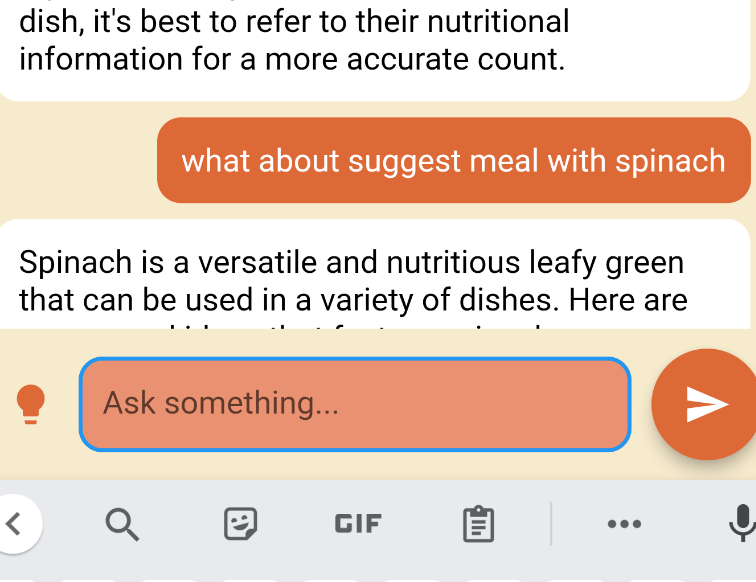 dish, it's best to refer to their nutritional
information for a more accurate count.
what about suggest meal with spinach
Spinach is a versatile and nutritious leafy green
that can be used in a variety of dishes. Here are
Ask something...
GIF